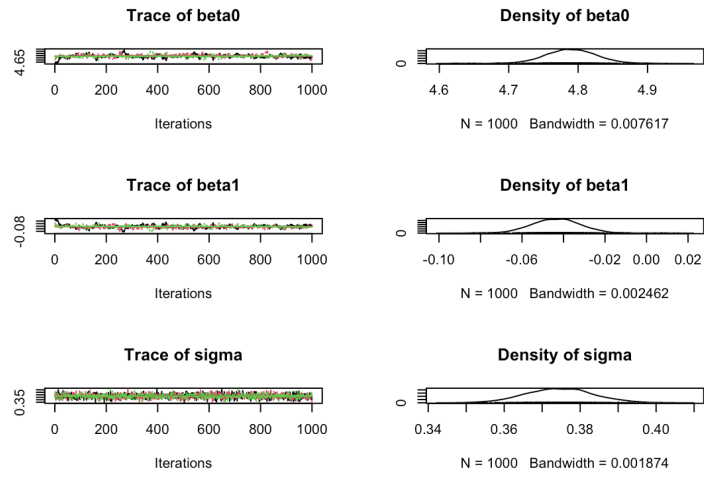 Trace of beta0
4.65
0 200 400 600 800 1000
Iterations
Density of beta0
0
4.6 4.7 4.8 4.9
N = 1000 Bandwidth = 0.007617
Trace of beta1
-0.08
0 200 400 600 800 1000
Iterations
Density of beta1
0
-0.10 -0.06 -0.02 0.00 0.02
N = 1000 Bandwidth = 0.002462
Trace of sigma
0.35
0 200 400 600 800 1000
Iterations
Density of sigma
0
0.34 0.36 0.38 0.40
N = 1000 Bandwidth = 0.001874